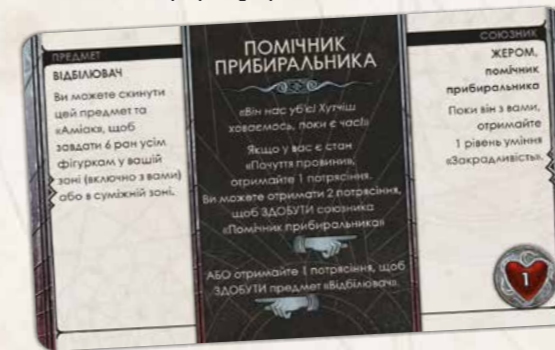 ПРЕДМЕТ
ВІДБІЛЮВАЧ
Ви можете скинути
цей предмет та
«Аміак», щоб
завдати 6 ран усім
фігуркам у вашій
зоні (включно з вами)
або в суміжній зоні.
ПОМІЧНИК
ПРИБИРАЛЬНИКА
«Він нас уб'є! Хутчіш
ховаємось, поки є час!»
Якщо у вас є стан
«Почуття провини»,
отримайте 1 потрясіння.
Ви можете отримати 2 потрясіння,
щоб ЗДОБУТИ союзника
«Помічник прибиральника»
АБО отримайте 1 потрясіння, щоб
ЗДОБУТИ предмет «Відбілювач».
СОЮЗНИК
ЖЕРОМ,
помічник
прибиральника
Поки він з вами,
отримайте
1 рівень уміння
«Закрадливість».
1